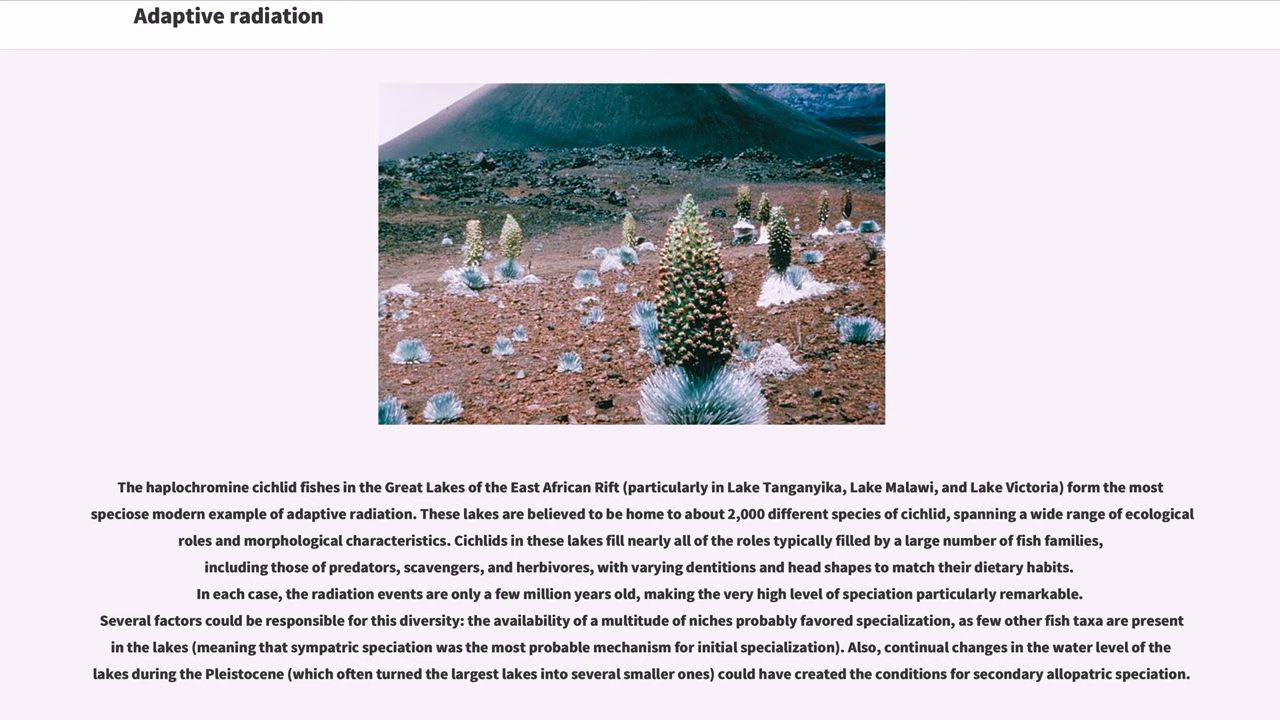 Adaptive radiation
The haplochromine cichlid fishes in the Great Lakes of the East African Rift (particularly in Lake Tanganyika, Lake Malawi, and Lake Victoria) form the most
speciose modern example of adaptive radiation. These lakes are believed to be home to about 2,000 different species of cichlid, spanning a wide range of ecological
roles and morphological characteristics. Cichlids in these lakes fill nearly all of the roles typically filled by a large number of fish families,
including those of predators, scavengers, and herbivores, with varying dentitions and head shapes to match their dietary habits.
In each case, the radiation events are only a few million years old, making the very high level of speciation particularly remarkable.
Several factors could be responsible for this diversity: the availability of a multitude of niches probably favored specialization, as few other fish taxa are present
in the lakes (meaning that sympatric speciation was the most probable mechanism for initial specialization). Also, continual changes in the water level of the
lakes during the Pleistocene (which often turned the largest lakes into several smaller ones) could have created the conditions for secondary allopatric speciation.